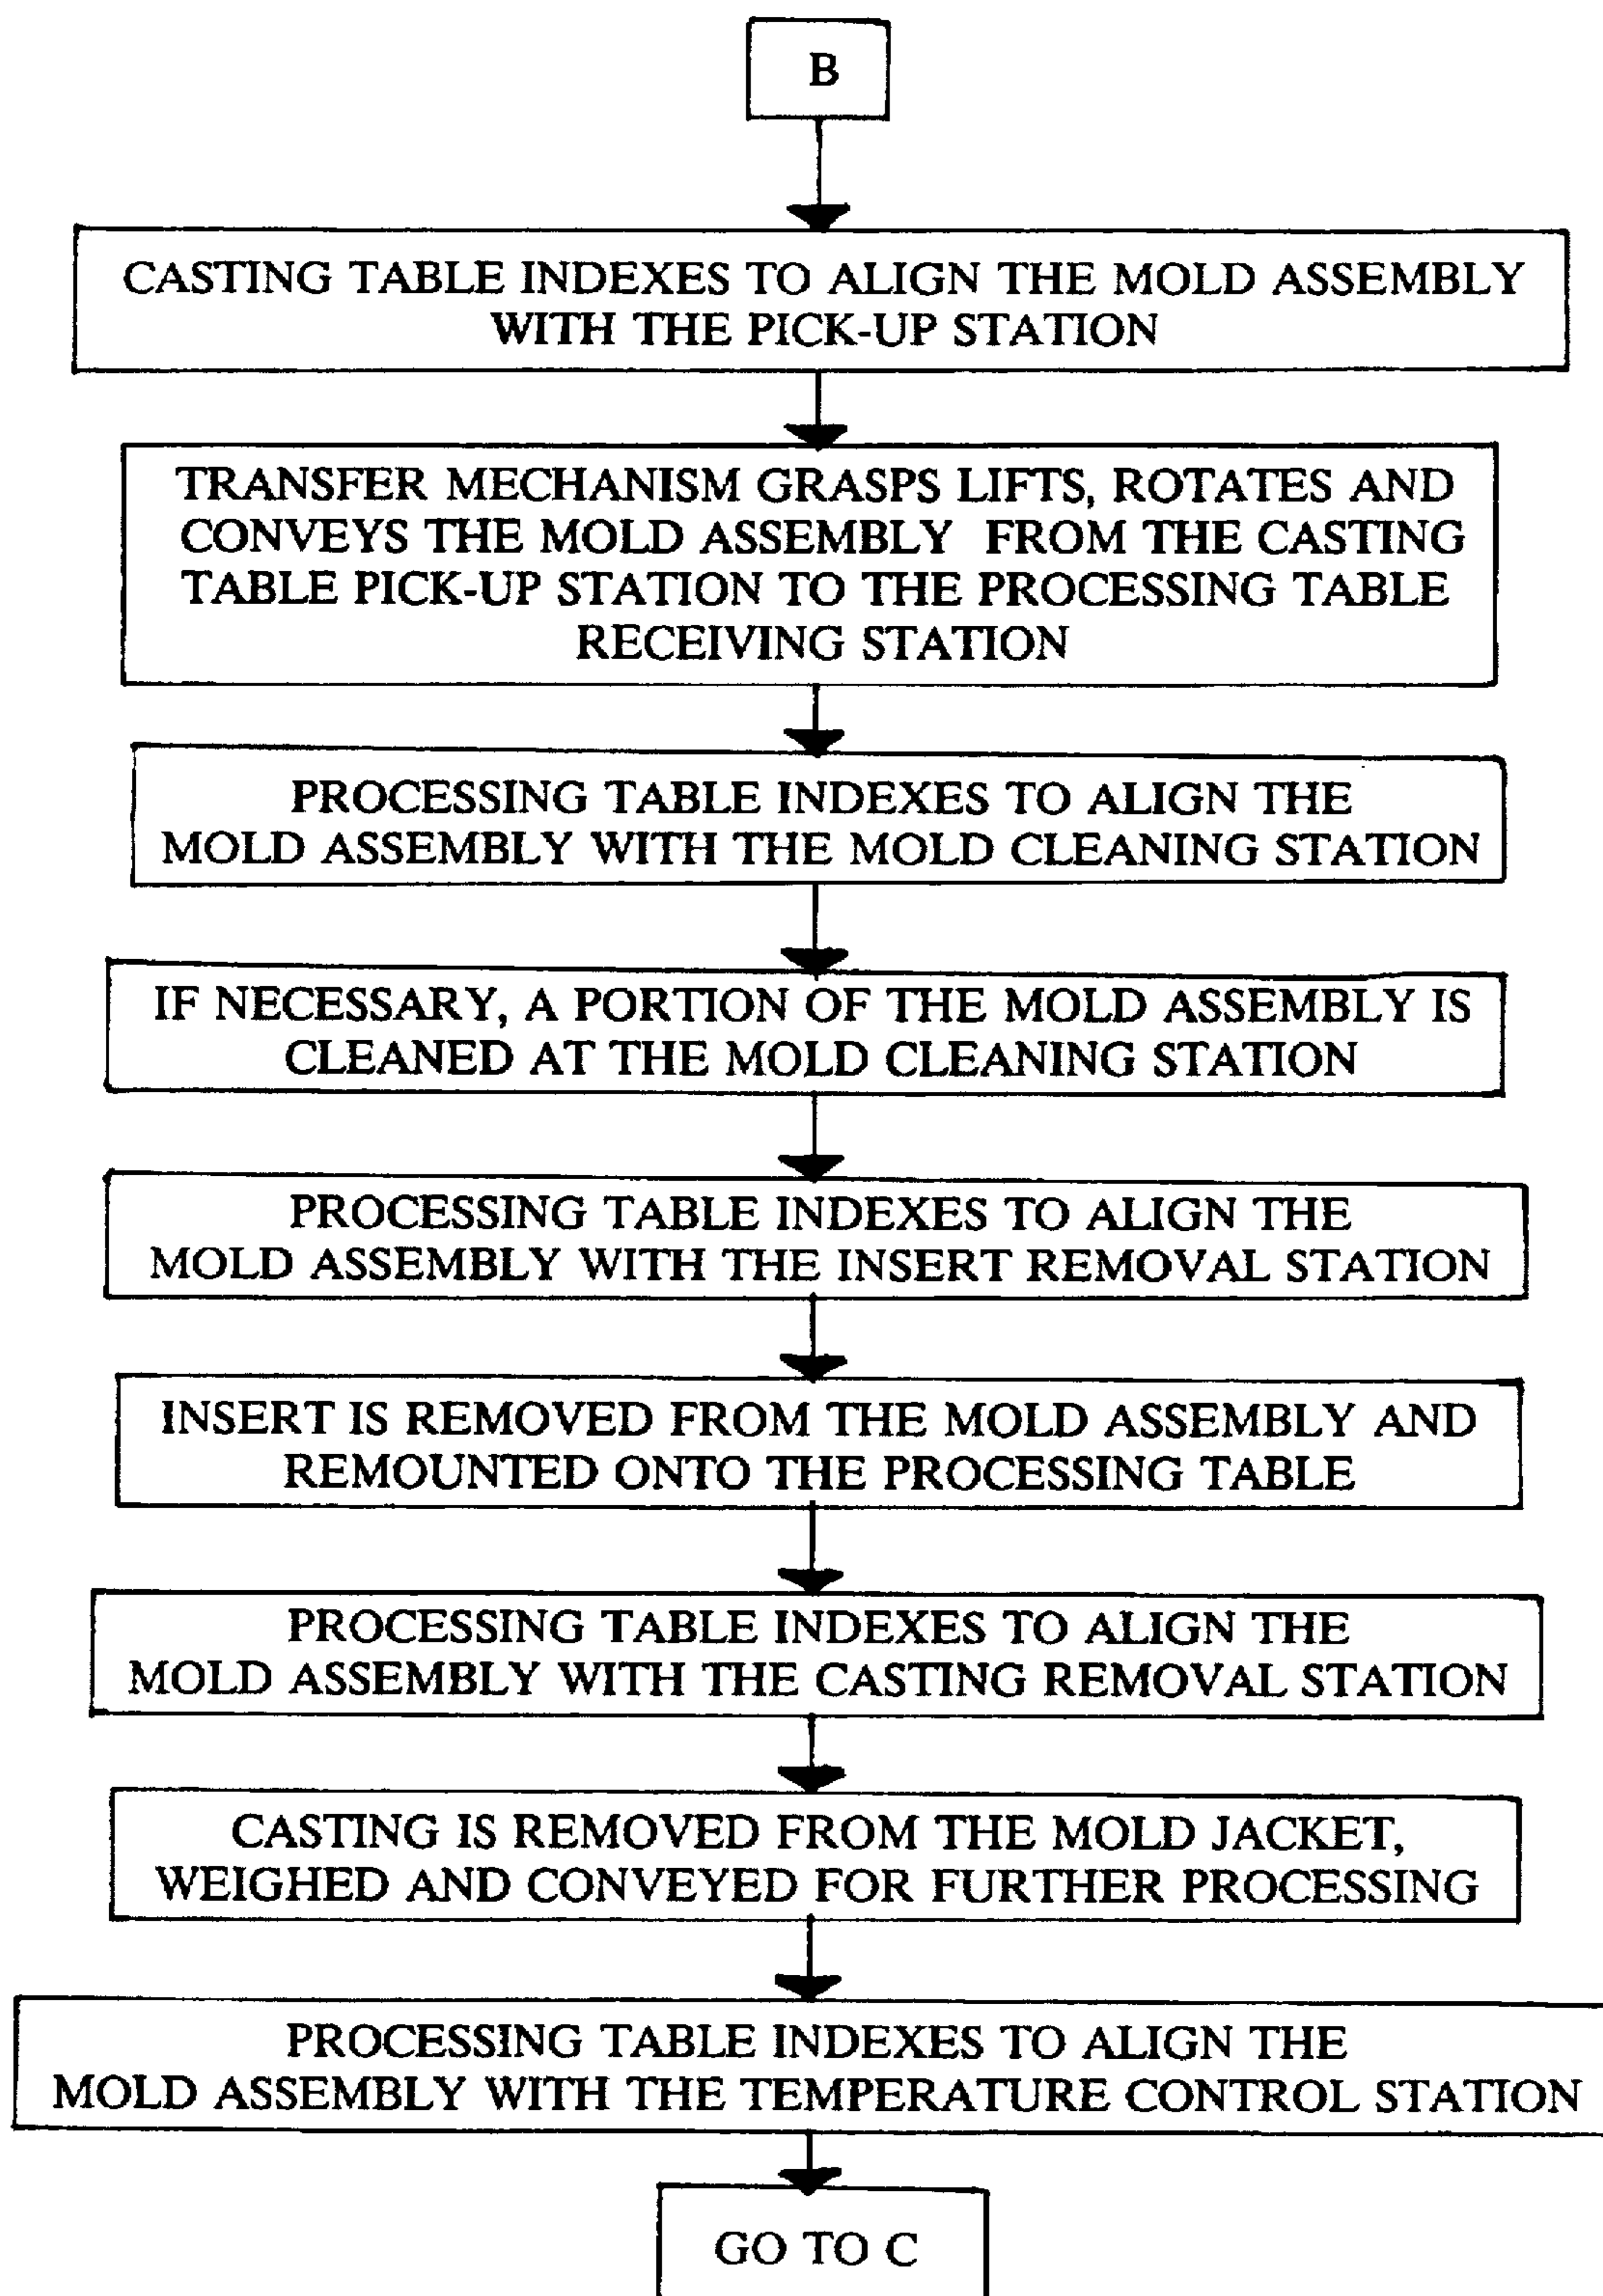 B
CASTING TABLE INDEXES TO ALIGN THE MOLD ASSEMBLY
WITH THE PICK-UP STATION
TRANSFER MECHANISM GRASPS LIFTS, ROTATES AND
CONVEYS THE MOLD ASSEMBLY FROM THE CASTING
TABLE PICK-UP STATION TO THE PROCESSING TABLE
RECEIVING STATION
PROCESSING TABLE INDEXES TO ALIGN THE
MOLD ASSEMBLY WITH THE MOLD CLEANING STATION
IF NECESSARY, A PORTION OF THE MOLD ASSEMBLY IS
CLEANED AT THE MOLD CLEANING STATION
PROCESSING TABLE INDEXES TO ALIGN THE
MOLD ASSEMBLY WITH THE INSERT REMOVAL STATION
INSERT IS REMOVED FROM THE MOLD ASSEMBLY AND
REMOUNTED ONTO THE PROCESSING TABLE
PROCESSING TABLE INDEXES TO ALIGN THE
MOLD ASSEMBLY WITH THE CASTING REMOVAL STATION
CASTING IS REMOVED FROM THE MOLD JACKET,
WEIGHED AND CONVEYED FOR FURTHER PROCESSING
PROCESSING TABLE INDEXES TO ALIGN THE
MOLD ASSEMBLY WITH THE TEMPERATURE CONTROL STATION
GO TO C